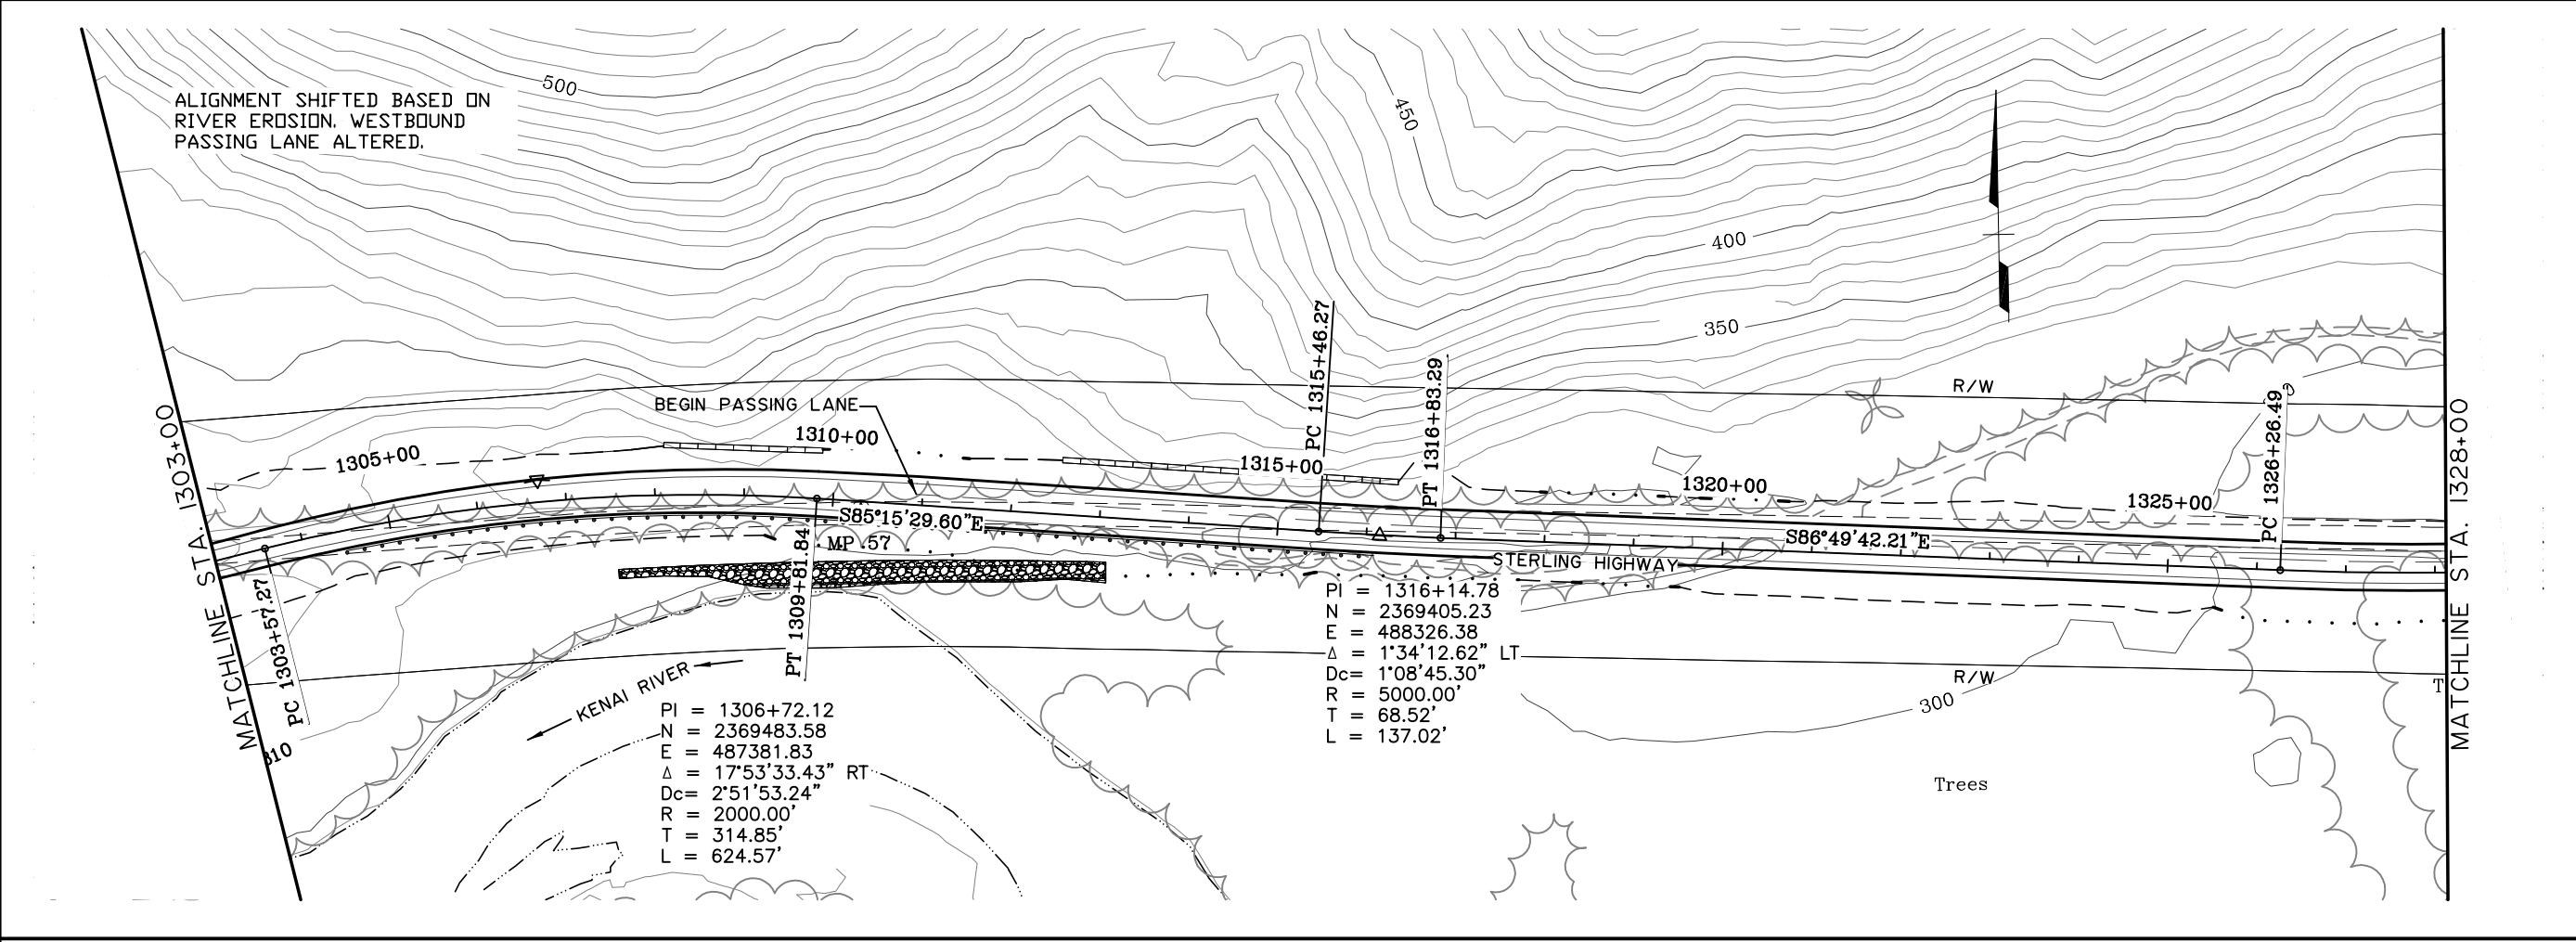 500
ALIGNMENT SHIFTED BASED ON
RIVER EROSION. WESTBOUND
PASSING LANE ALTERED.
450
400
350
MATCHLINE STA. 1303+00
PC 1303+57.27
1305+00
BEGIN PASSING LANE
1310+00
S85°15'29.60"E
MP 57
PT 1309+81.84
1315+00
PC 1315+46.27
PT 1316+83.29
1320+00
R/W
S86°49'42.21"E
STERLING HIGHWAY
1325+00
PC 1326+26.49
MATCHLINE STA. 1328+00
KENAI RIVER
PI = 1306+72.12
N = 2369483.58
E = 487381.83
Δ = 17°53'33.43" RT
Dc= 2°51'53.24"
R = 2000.00'
T = 314.85'
L = 624.57'
PI = 1316+14.78
N = 2369405.23
E = 488326.38
Δ = 1°34'12.62" LT
Dc= 1°08'45.30"
R = 5000.00'
T = 68.52'
L = 137.02'
R/W
300
T
Trees